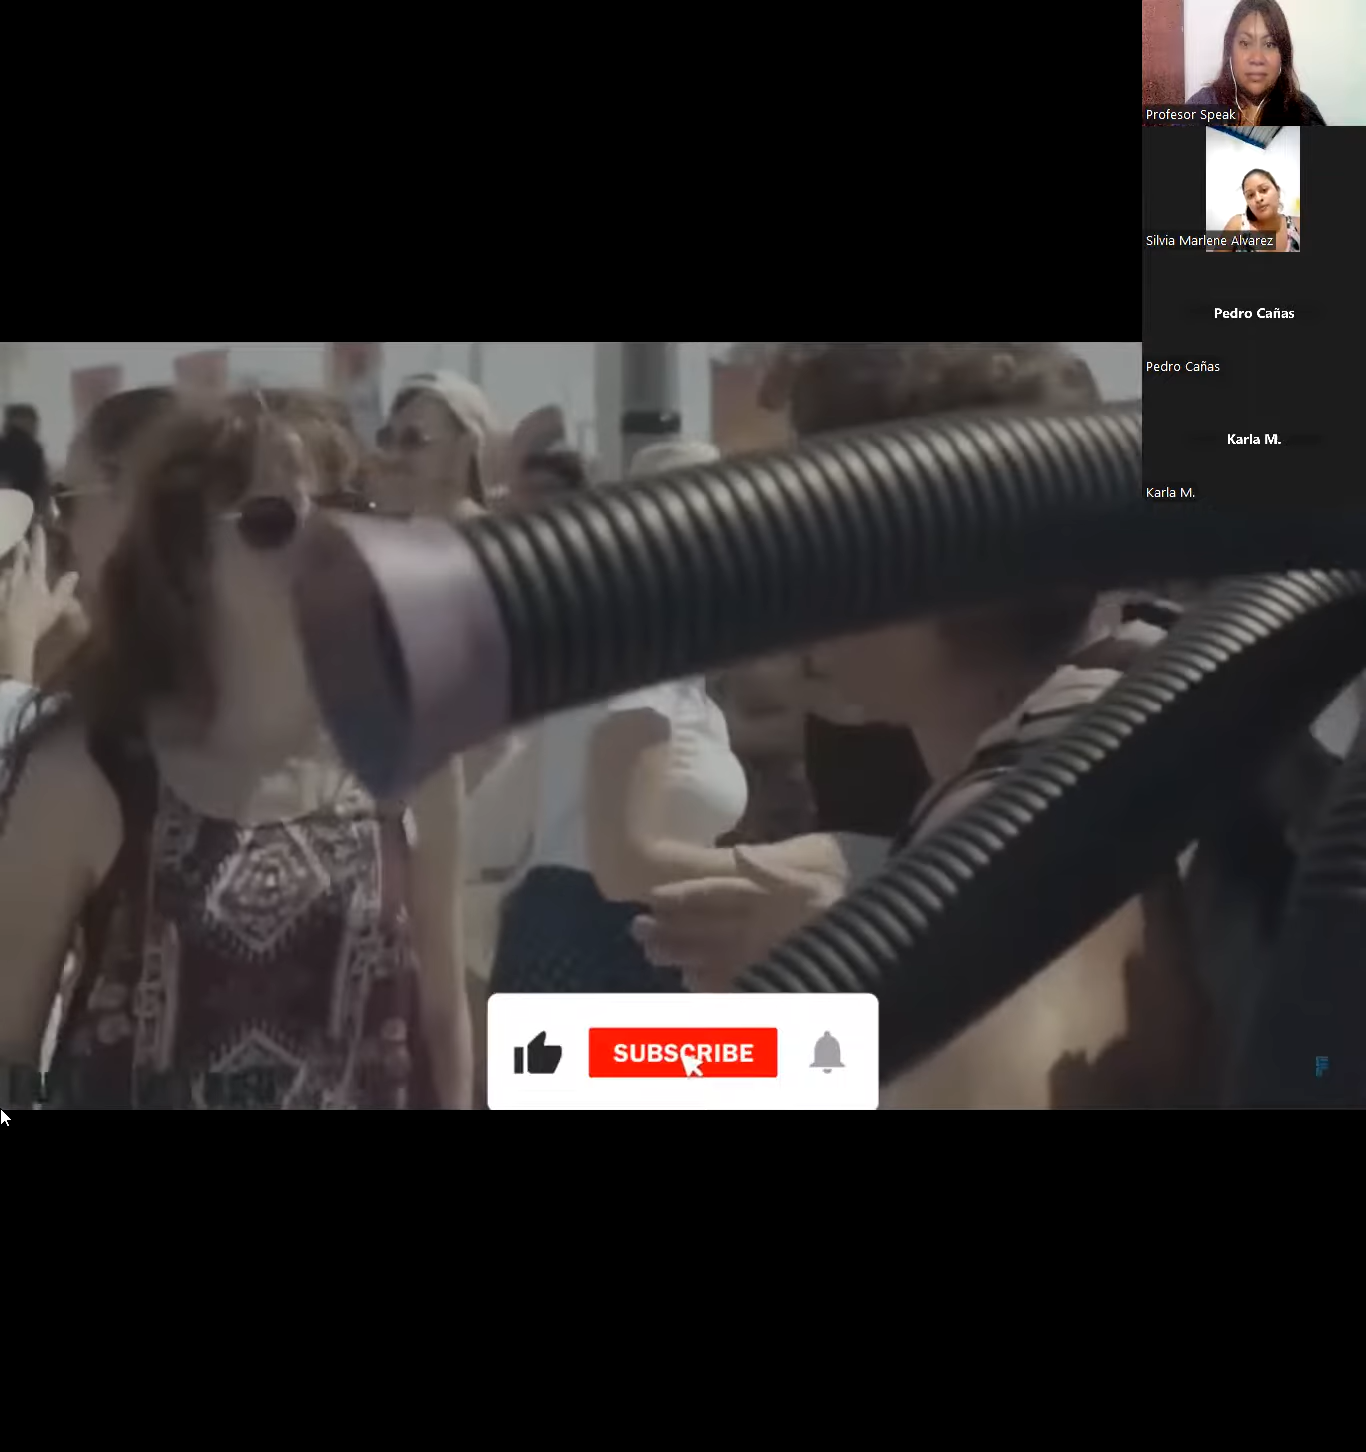 Profesor Speak
Silvia Marlene Alvarez
Pedro Cañas
Pedro Cañas
Karla M.
Karla M.
SUBSCRIBE